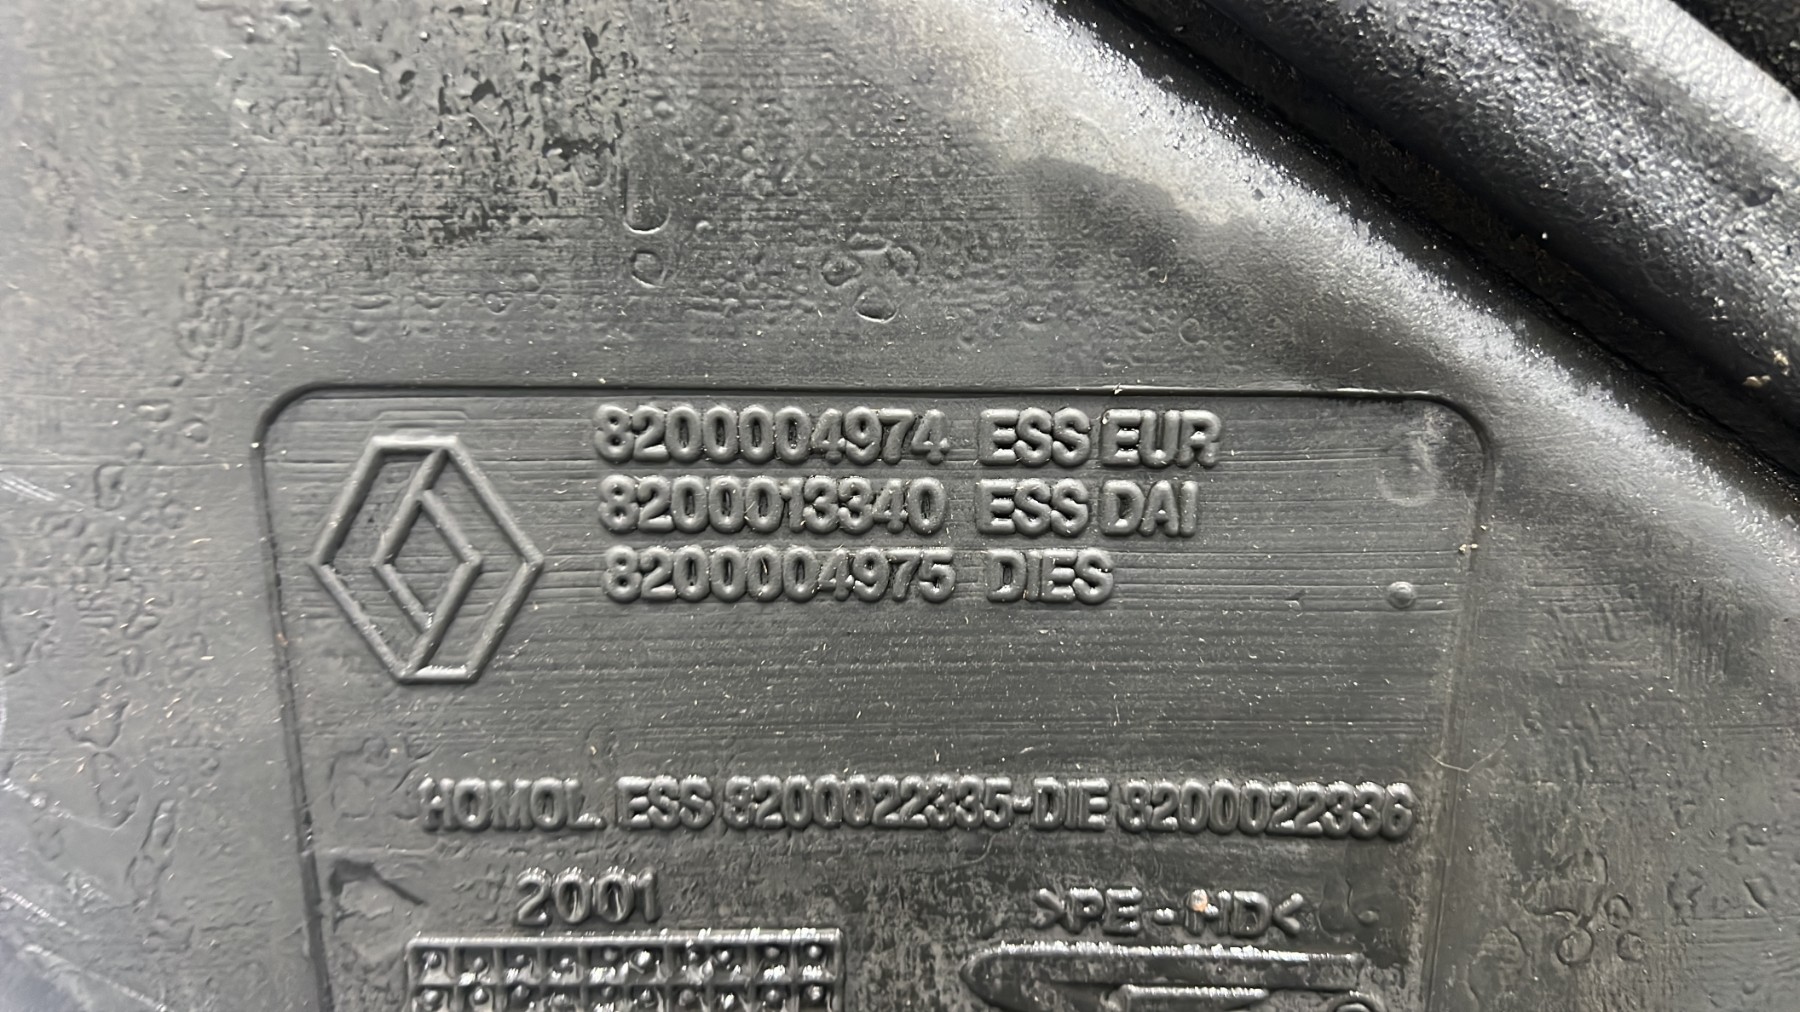 8200004974 ESS EUR
8200013340 ESS DAI
8200004975 DIES
HOMOL. ESS 8200022335-DIE 8200022336
2001
>PE-HD<